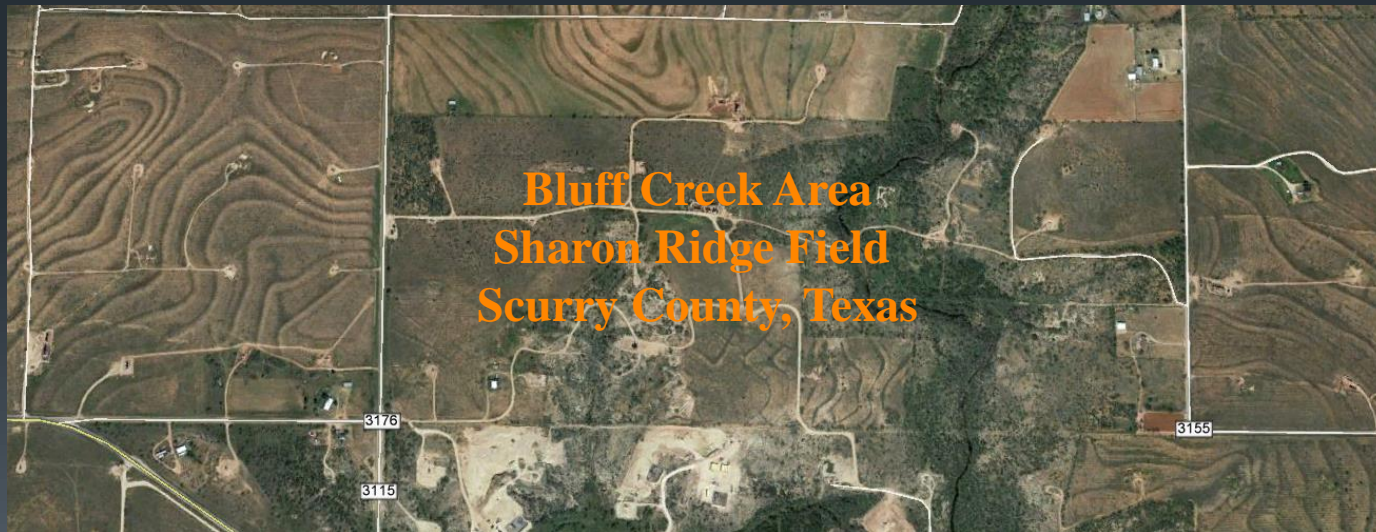 Bluff Creek Area
Sharon Ridge Field
Scurry County, Texas
3176
3155
3115